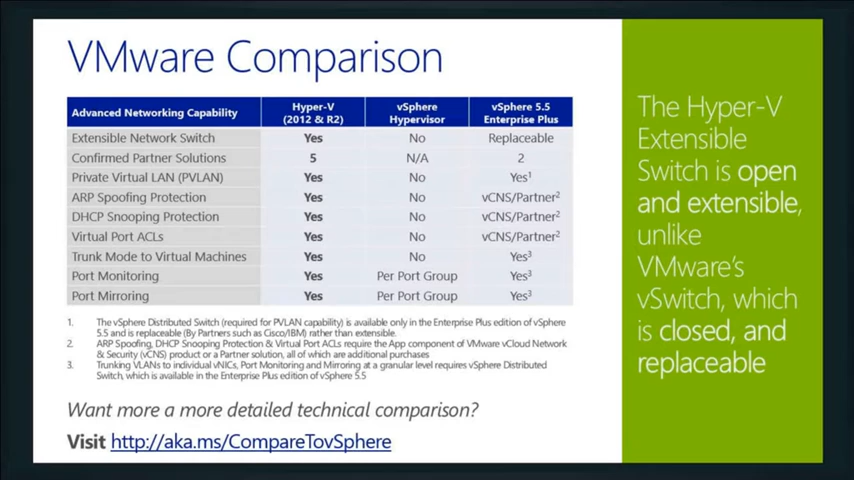 VMware Comparison
Advanced Networking Capability Hyper-V (2012 & R2) vSphere Hypervisor vSphere 5.5 Enterprise Plus
Extensible Network Switch Yes No Replaceable
Confirmed Partner Solutions 5 N/A 2
Private Virtual LAN (PVLAN) Yes No Yes¹
ARP Spoofing Protection Yes No vCNS/Partner²
DHCP Snooping Protection Yes No vCNS/Partner²
Virtual Port ACLs Yes No vCNS/Partner²
Trunk Mode to Virtual Machines Yes No Yes³
Port Monitoring Yes Per Port Group Yes³
Port Mirroring Yes Per Port Group Yes³
1. The vSphere Distributed Switch (required for PVLAN capability) is available only in the Enterprise Plus edition of vSphere
5.5 and is replaceable (By Partners such as Cisco/IBM) rather than extensible.
2. ARP Spoofing, DHCP Snooping Protection & Virtual Port ACLs require the App component of VMware vCloud Network
& Security (vCNS) product or a Partner solution, all of which are additional purchases
3. Trunking VLANs to individual vNICs, Port Monitoring and Mirroring at a granular level requires vSphere Distributed
Switch, which is available in the Enterprise Plus edition of vSphere 5.5
Want more a more detailed technical comparison?
Visit http://aka.ms/CompareTovSphere
The Hyper-V
Extensible
Switch is open
and extensible,
unlike
VMware's
vSwitch, which
is closed, and
replaceable